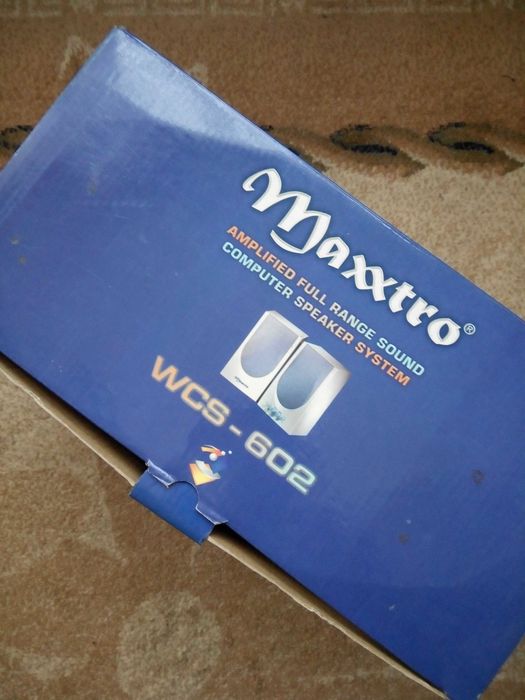 Maxxtro®
AMPLIFIED FULL RANGE SOUND
COMPUTER SPEAKER SYSTEM
WCS - 602